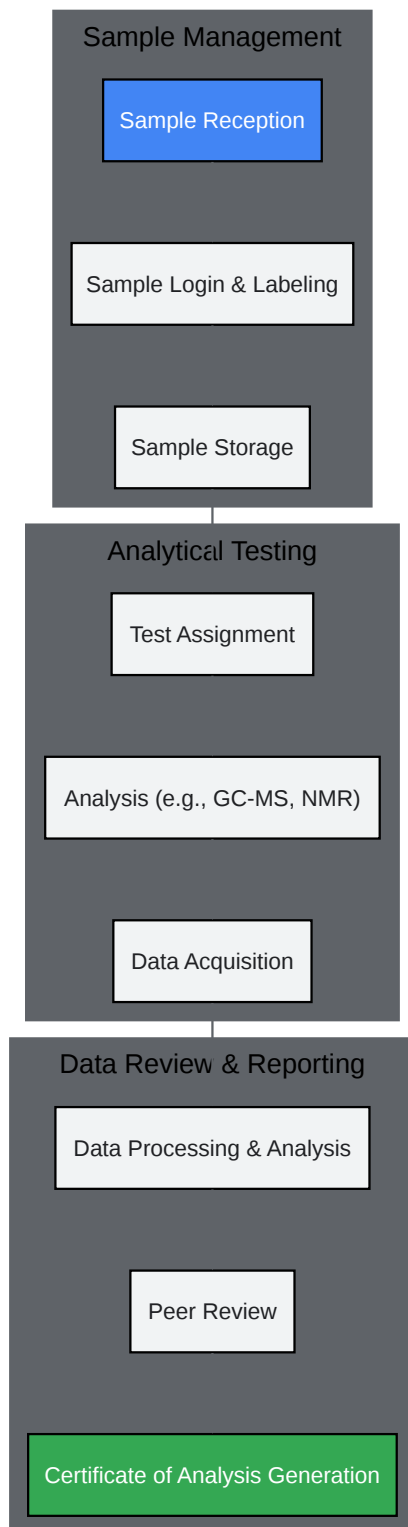 Sample Management
Sample Reception
Sample Login & Labeling
Sample Storage
Analytical Testing
Test Assignment
Analysis (e.g., GC-MS, NMR)
Data Acquisition
Data Review & Reporting
Data Processing & Analysis
Peer Review
Certificate of Analysis Generation